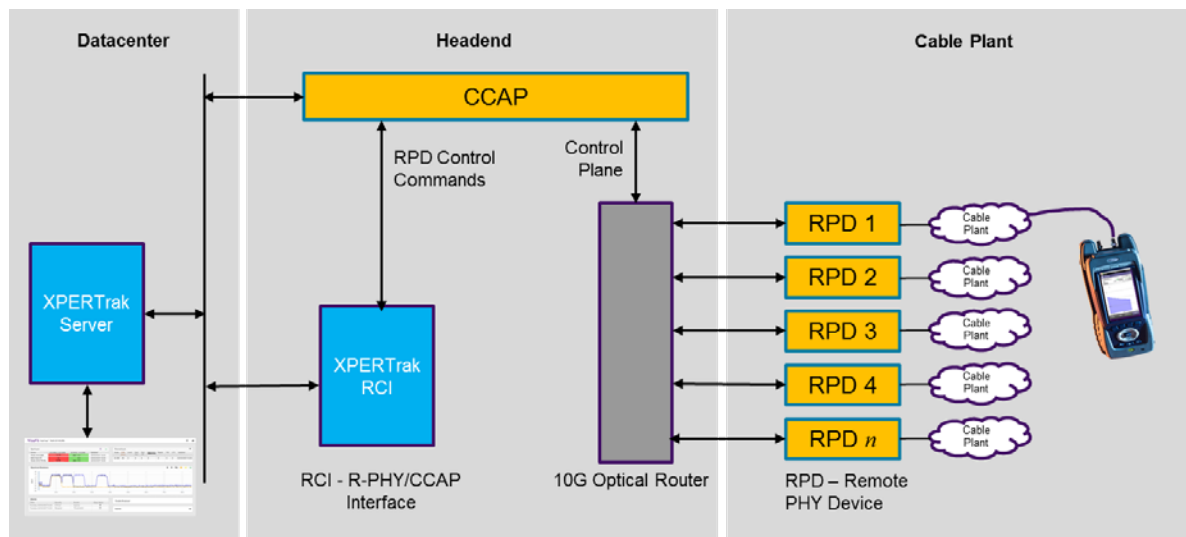 Datacenter
Headend
Cable Plant
CCAP
RPD Control
Commands
Control
Plane
XPERTrak
Server
XPERTrak
RCI
RPD 1
Cable
Plant
RPD 2
Cable
Plant
RPD 3
Cable
Plant
RPD 4
Cable
Plant
RPD n
Cable
Plant
RCI - R-PHY/CCAP
Interface
10G Optical Router
RPD – Remote
PHY Device